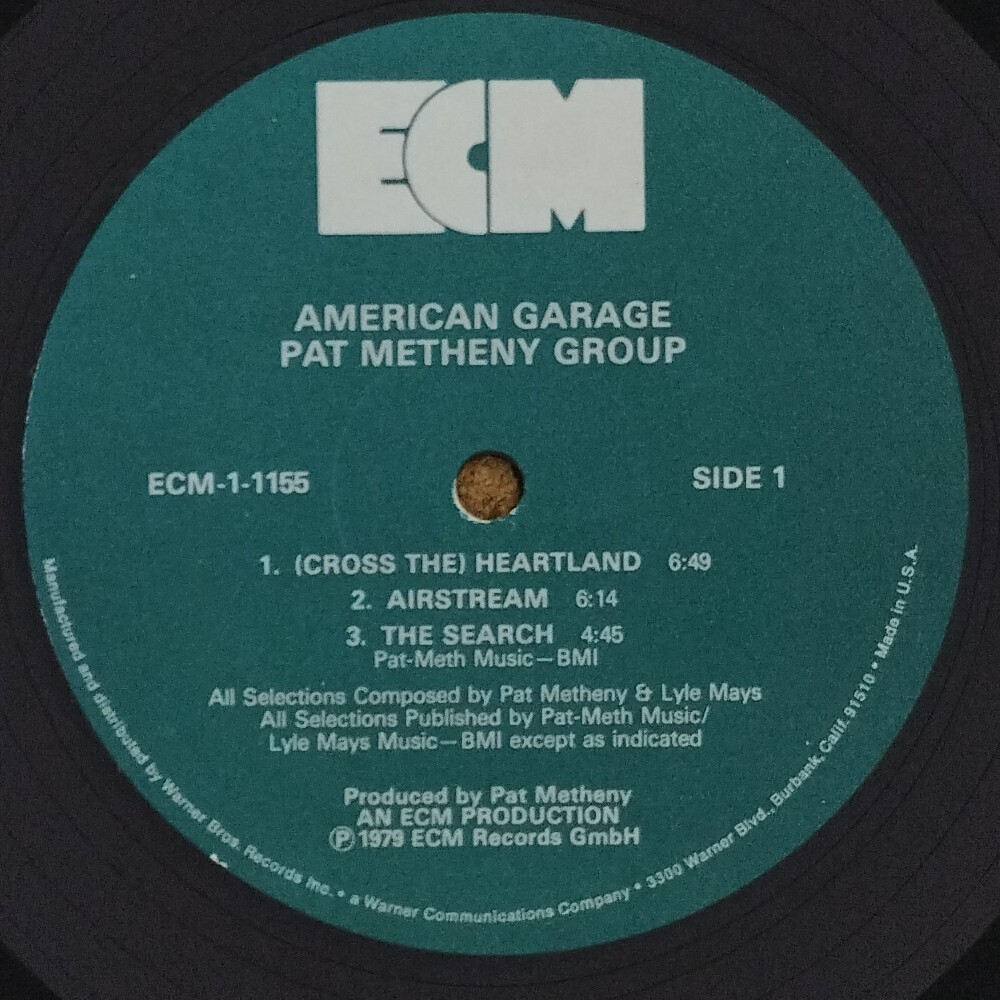 ECM
AMERICAN GARAGE
PAT METHENY GROUP
ECM-1-1155
SIDE 1
1. (CROSS THE) HEARTLAND 6:49
2. AIRSTREAM 6:14
3. THE SEARCH 4:45
Pat-Meth Music—BMI
All Selections Composed by Pat Metheny & Lyle Mays
All Selections Published by Pat-Meth Music/
Lyle Mays Music—BMI except as indicated
Produced by Pat Metheny
AN ECM PRODUCTION
℗ 1979 ECM Records GmbH
Manufactured and distributed by Warner Bros. Records Inc. • a Warner Communications Company • 3300 Warner Blvd., Burbank, Calif. 91510 • Made in U.S.A.